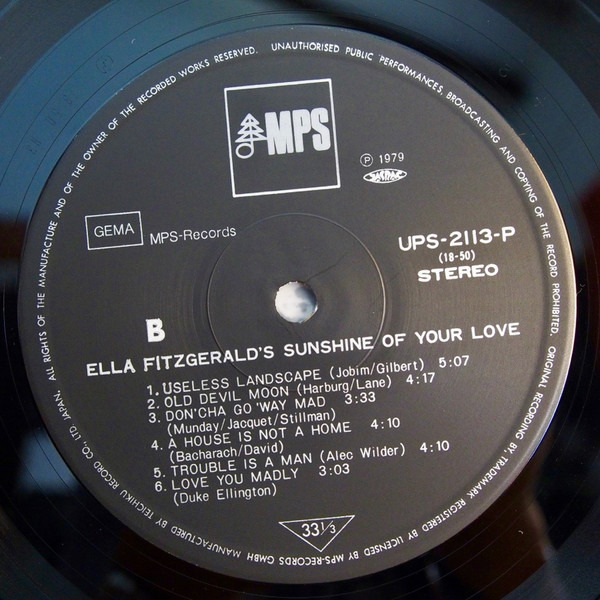 ALL RIGHTS OF THE MANUFACTURE AND OF THE OWNER OF THE RECORDED WORKS RESERVED. UNAUTHORISED PUBLIC PERFORMANCES, BROADCASTING AND COPYING OF THE RECORD PROHIBITED. ORIGINAL RECORDING BY, TRADEMARK REGISTERED BY, LICENSED BY MPS-RECORDS GMBH MANUFACTURED BY TEICHIKU RECORD CO., LTD. JAPAN.
MPS
℗ 1979
JASRAC
GEMA MPS-Records
UPS-2113-P
(18-50)
STEREO
B
ELLA FITZGERALD'S SUNSHINE OF YOUR LOVE
1. USELESS LANDSCAPE (Jobim/Gilbert) 5:07
2. OLD DEVIL MOON (Harburg/Lane) 4:17
3. DON'CHA GO 'WAY MAD 3:33
(Munday/Jacquet/Stillman)
4. A HOUSE IS NOT A HOME 4:10
(Bacharach/David)
5. TROUBLE IS A MAN (Alec Wilder) 4:10
6. LOVE YOU MADLY 3:03
(Duke Ellington)
33 1/3